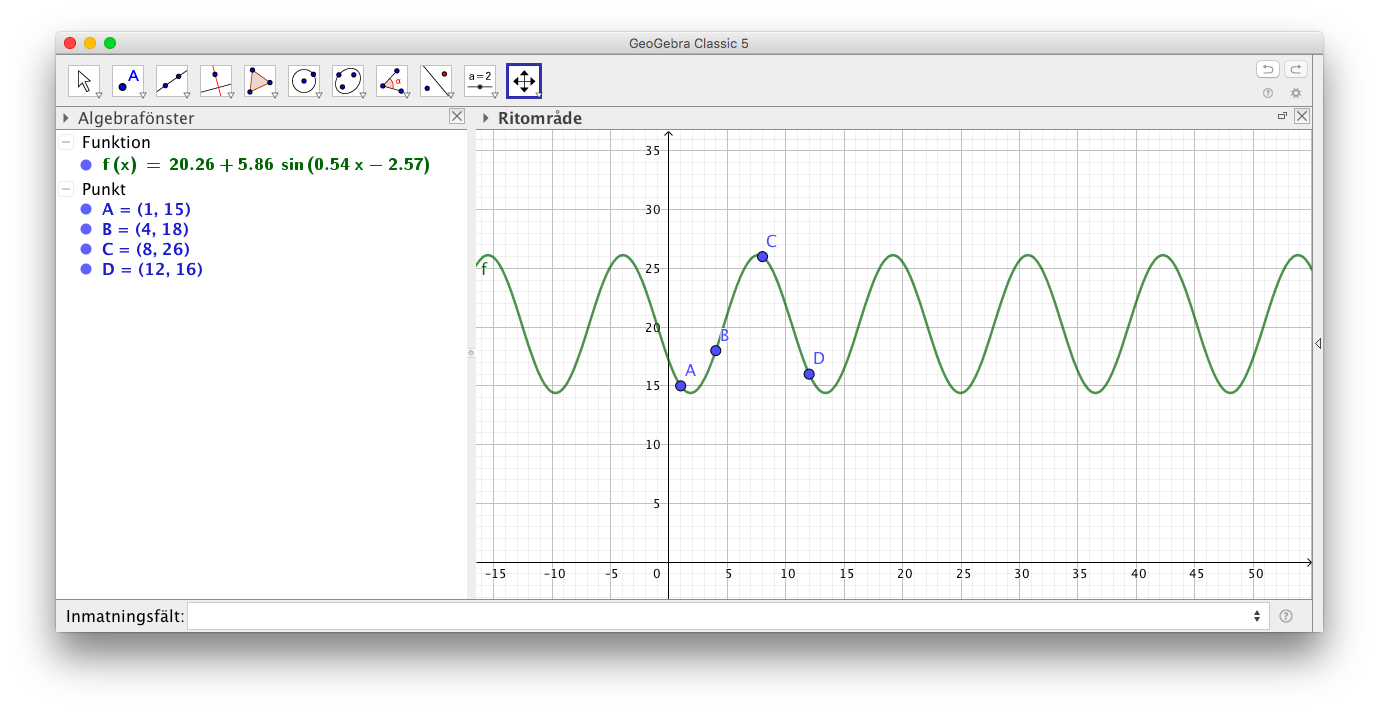 GeoGebra Classic 5
A
α
a = 2
Algebrafönster
Ritområde
Funktion
f (x) = 20.26 + 5.86 sin (0.54 x − 2.57)
Punkt
A = (1, 15)
B = (4, 18)
C = (8, 26)
D = (12, 16)
35
30
C
f
25
20
B
D
A
15
10
5
−15 −10 −5 0 5 10 15 20 25 30 35 40 45 50
Inmatningsfält: